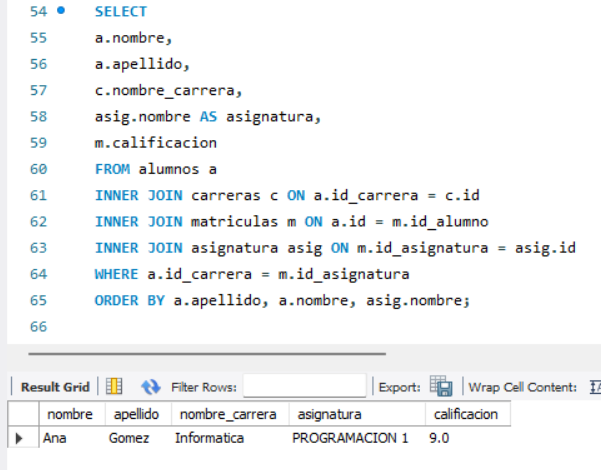 54 SELECT
55 a.nombre,
56 a.apellido,
57 c.nombre_carrera,
58 asig.nombre AS asignatura,
59 m.calificacion
60 FROM alumnos a
61 INNER JOIN carreras c ON a.id_carrera = c.id
62 INNER JOIN matriculas m ON a.id = m.id_alumno
63 INNER JOIN asignatura asig ON m.id_asignatura = asig.id
64 WHERE a.id_carrera = m.id_asignatura
65 ORDER BY a.apellido, a.nombre, asig.nombre;
66
Result Grid Filter Rows: Export: Wrap Cell Content:
nombre apellido nombre_carrera asignatura calificacion
Ana Gomez Informatica PROGRAMACION 1 9.0